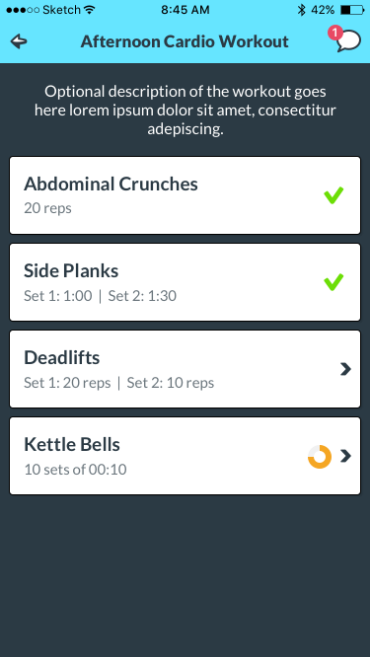 Sketch 8:45 AM 42%
Afternoon Cardio Workout 1
Optional description of the workout goes
here lorem ipsum dolor sit amet, consectitur
adepiscing.
Abdominal Crunches
20 reps
Side Planks
Set 1: 1:00 | Set 2: 1:30
Deadlifts
Set 1: 20 reps | Set 2: 10 reps
Kettle Bells
10 sets of 00:10